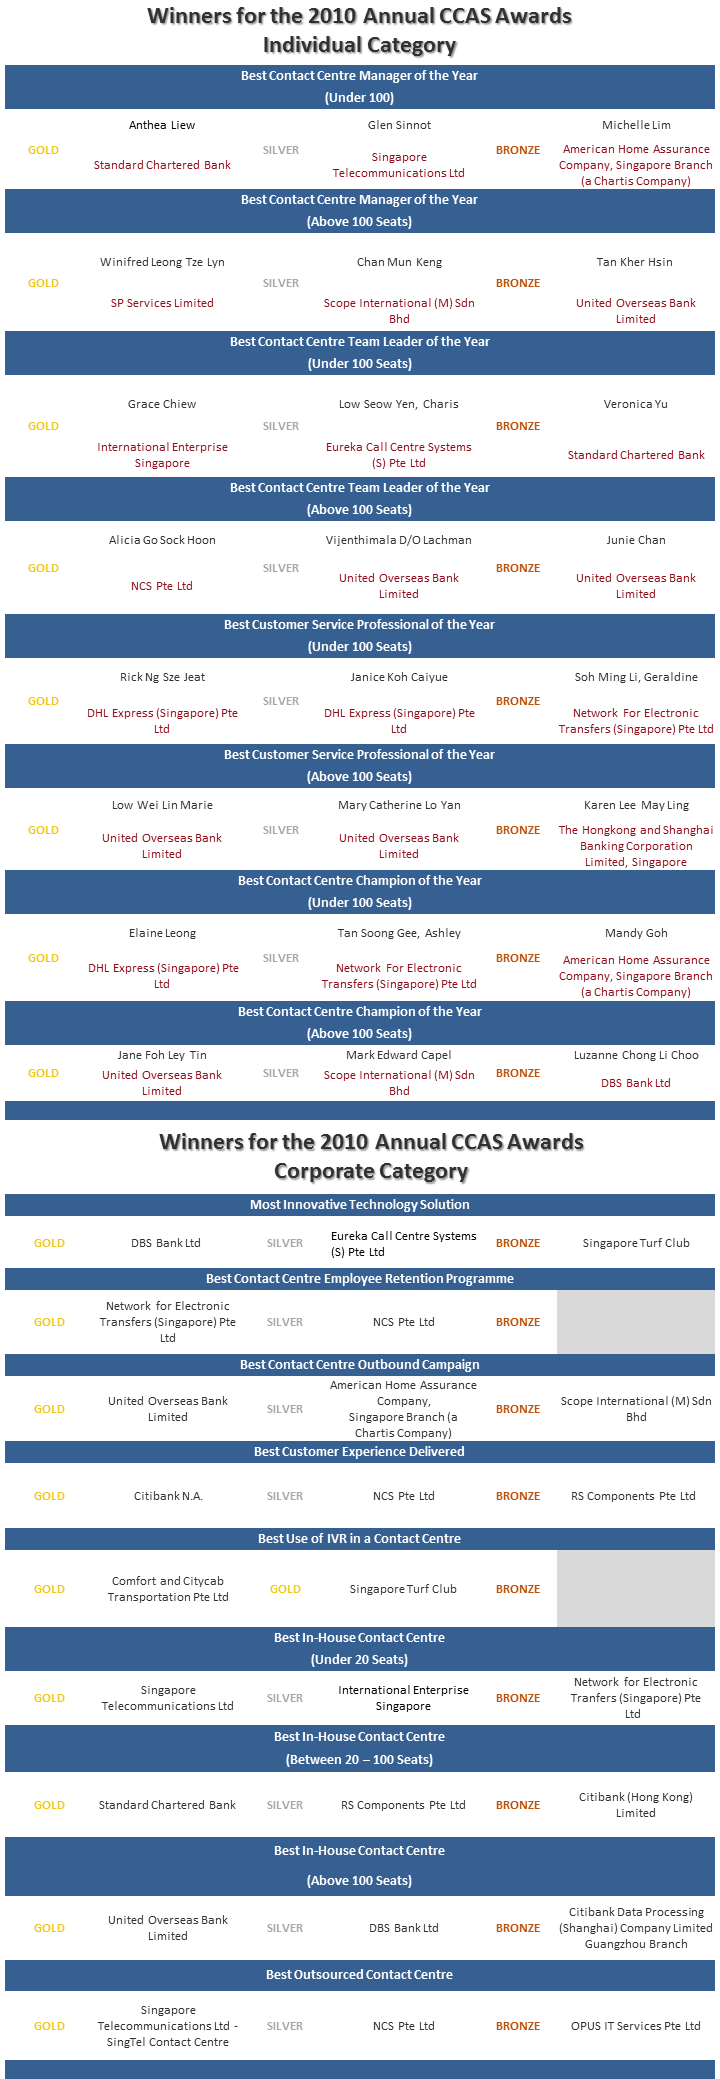 Winners for the 2010 Annual CCAS Awards
Individual Category
Best Contact Centre Manager of the Year
(Under 100)
GOLD
Anthea Liew
Standard Chartered Bank
SILVER
Glen Sinnot
Singapore
Telecommunications Ltd
BRONZE
Michelle Lim
American Home Assurance
Company, Singapore Branch
(a Chartis Company)
Best Contact Centre Manager of the Year
(Above 100 Seats)
GOLD
Winifred Leong Tze Lyn
SP Services Limited
SILVER
Chan Mun Keng
Scope International (M) Sdn
Bhd
BRONZE
Tan Kher Hsin
United Overseas Bank
Limited
Best Contact Centre Team Leader of the Year
(Under 100 Seats)
GOLD
Grace Chiew
International Enterprise
Singapore
SILVER
Low Seow Yen, Charis
Eureka Call Centre Systems
(S) Pte Ltd
BRONZE
Veronica Yu
Standard Chartered Bank
Best Contact Centre Team Leader of the Year
(Above 100 Seats)
GOLD
Alicia Go Sock Hoon
NCS Pte Ltd
SILVER
Vijenthimala D/O Lachman
United Overseas Bank
Limited
BRONZE
Junie Chan
United Overseas Bank
Limited
Best Customer Service Professional of the Year
(Under 100 Seats)
GOLD
Rick Ng Sze Jeat
DHL Express (Singapore) Pte
Ltd
SILVER
Janice Koh Caiyue
DHL Express (Singapore) Pte
Ltd
BRONZE
Soh Ming Li, Geraldine
Network For Electronic
Transfers (Singapore) Pte Ltd
Best Customer Service Professional of the Year
(Above 100 Seats)
GOLD
Low Wei Lin Marie
United Overseas Bank
Limited
SILVER
Mary Catherine Lo Yan
United Overseas Bank
Limited
BRONZE
Karen Lee May Ling
The Hongkong and Shanghai
Banking Corporation
Limited, Singapore
Best Contact Centre Champion of the Year
(Under 100 Seats)
GOLD
Elaine Leong
DHL Express (Singapore) Pte
Ltd
SILVER
Tan Soong Gee, Ashley
Network For Electronic
Transfers (Singapore) Pte Ltd
BRONZE
Mandy Goh
American Home Assurance
Company, Singapore Branch
(a Chartis Company)
Best Contact Centre Champion of the Year
(Above 100 Seats)
GOLD
Jane Foh Ley Tin
United Overseas Bank
Limited
SILVER
Mark Edward Capel
Scope International (M) Sdn
Bhd
BRONZE
Luzanne Chong Li Choo
DBS Bank Ltd
Winners for the 2010 Annual CCAS Awards
Corporate Category
Most Innovative Technology Solution
GOLD
DBS Bank Ltd
SILVER
Eureka Call Centre Systems
(S) Pte Ltd
BRONZE
Singapore Turf Club
Best Contact Centre Employee Retention Programme
GOLD
Network for Electronic
Transfers (Singapore) Pte
Ltd
SILVER
NCS Pte Ltd
BRONZE
Best Contact Centre Outbound Campaign
GOLD
United Overseas Bank
Limited
SILVER
American Home Assurance
Company,
Singapore Branch (a
Chartis Company)
BRONZE
Scope International (M) Sdn
Bhd
Best Customer Experience Delivered
GOLD
Citibank N.A.
SILVER
NCS Pte Ltd
BRONZE
RS Components Pte Ltd
Best Use of IVR in a Contact Centre
GOLD
Comfort and Citycab
Transportation Pte Ltd
GOLD
Singapore Turf Club
BRONZE
Best In-House Contact Centre
(Under 20 Seats)
GOLD
Singapore
Telecommunications Ltd
SILVER
International Enterprise
Singapore
BRONZE
Network for Electronic
Tranfers (Singapore) Pte
Ltd
Best In-House Contact Centre
(Between 20 – 100 Seats)
GOLD
Standard Chartered Bank
SILVER
RS Components Pte Ltd
BRONZE
Citibank (Hong Kong)
Limited
Best In-House Contact Centre
(Above 100 Seats)
GOLD
United Overseas Bank
Limited
SILVER
DBS Bank Ltd
BRONZE
Citibank Data Processing
(Shanghai) Company Limited
Guangzhou Branch
Best Outsourced Contact Centre
GOLD
Singapore
Telecommunications Ltd -
SingTel Contact Centre
SILVER
NCS Pte Ltd
BRONZE
OPUS IT Services Pte Ltd